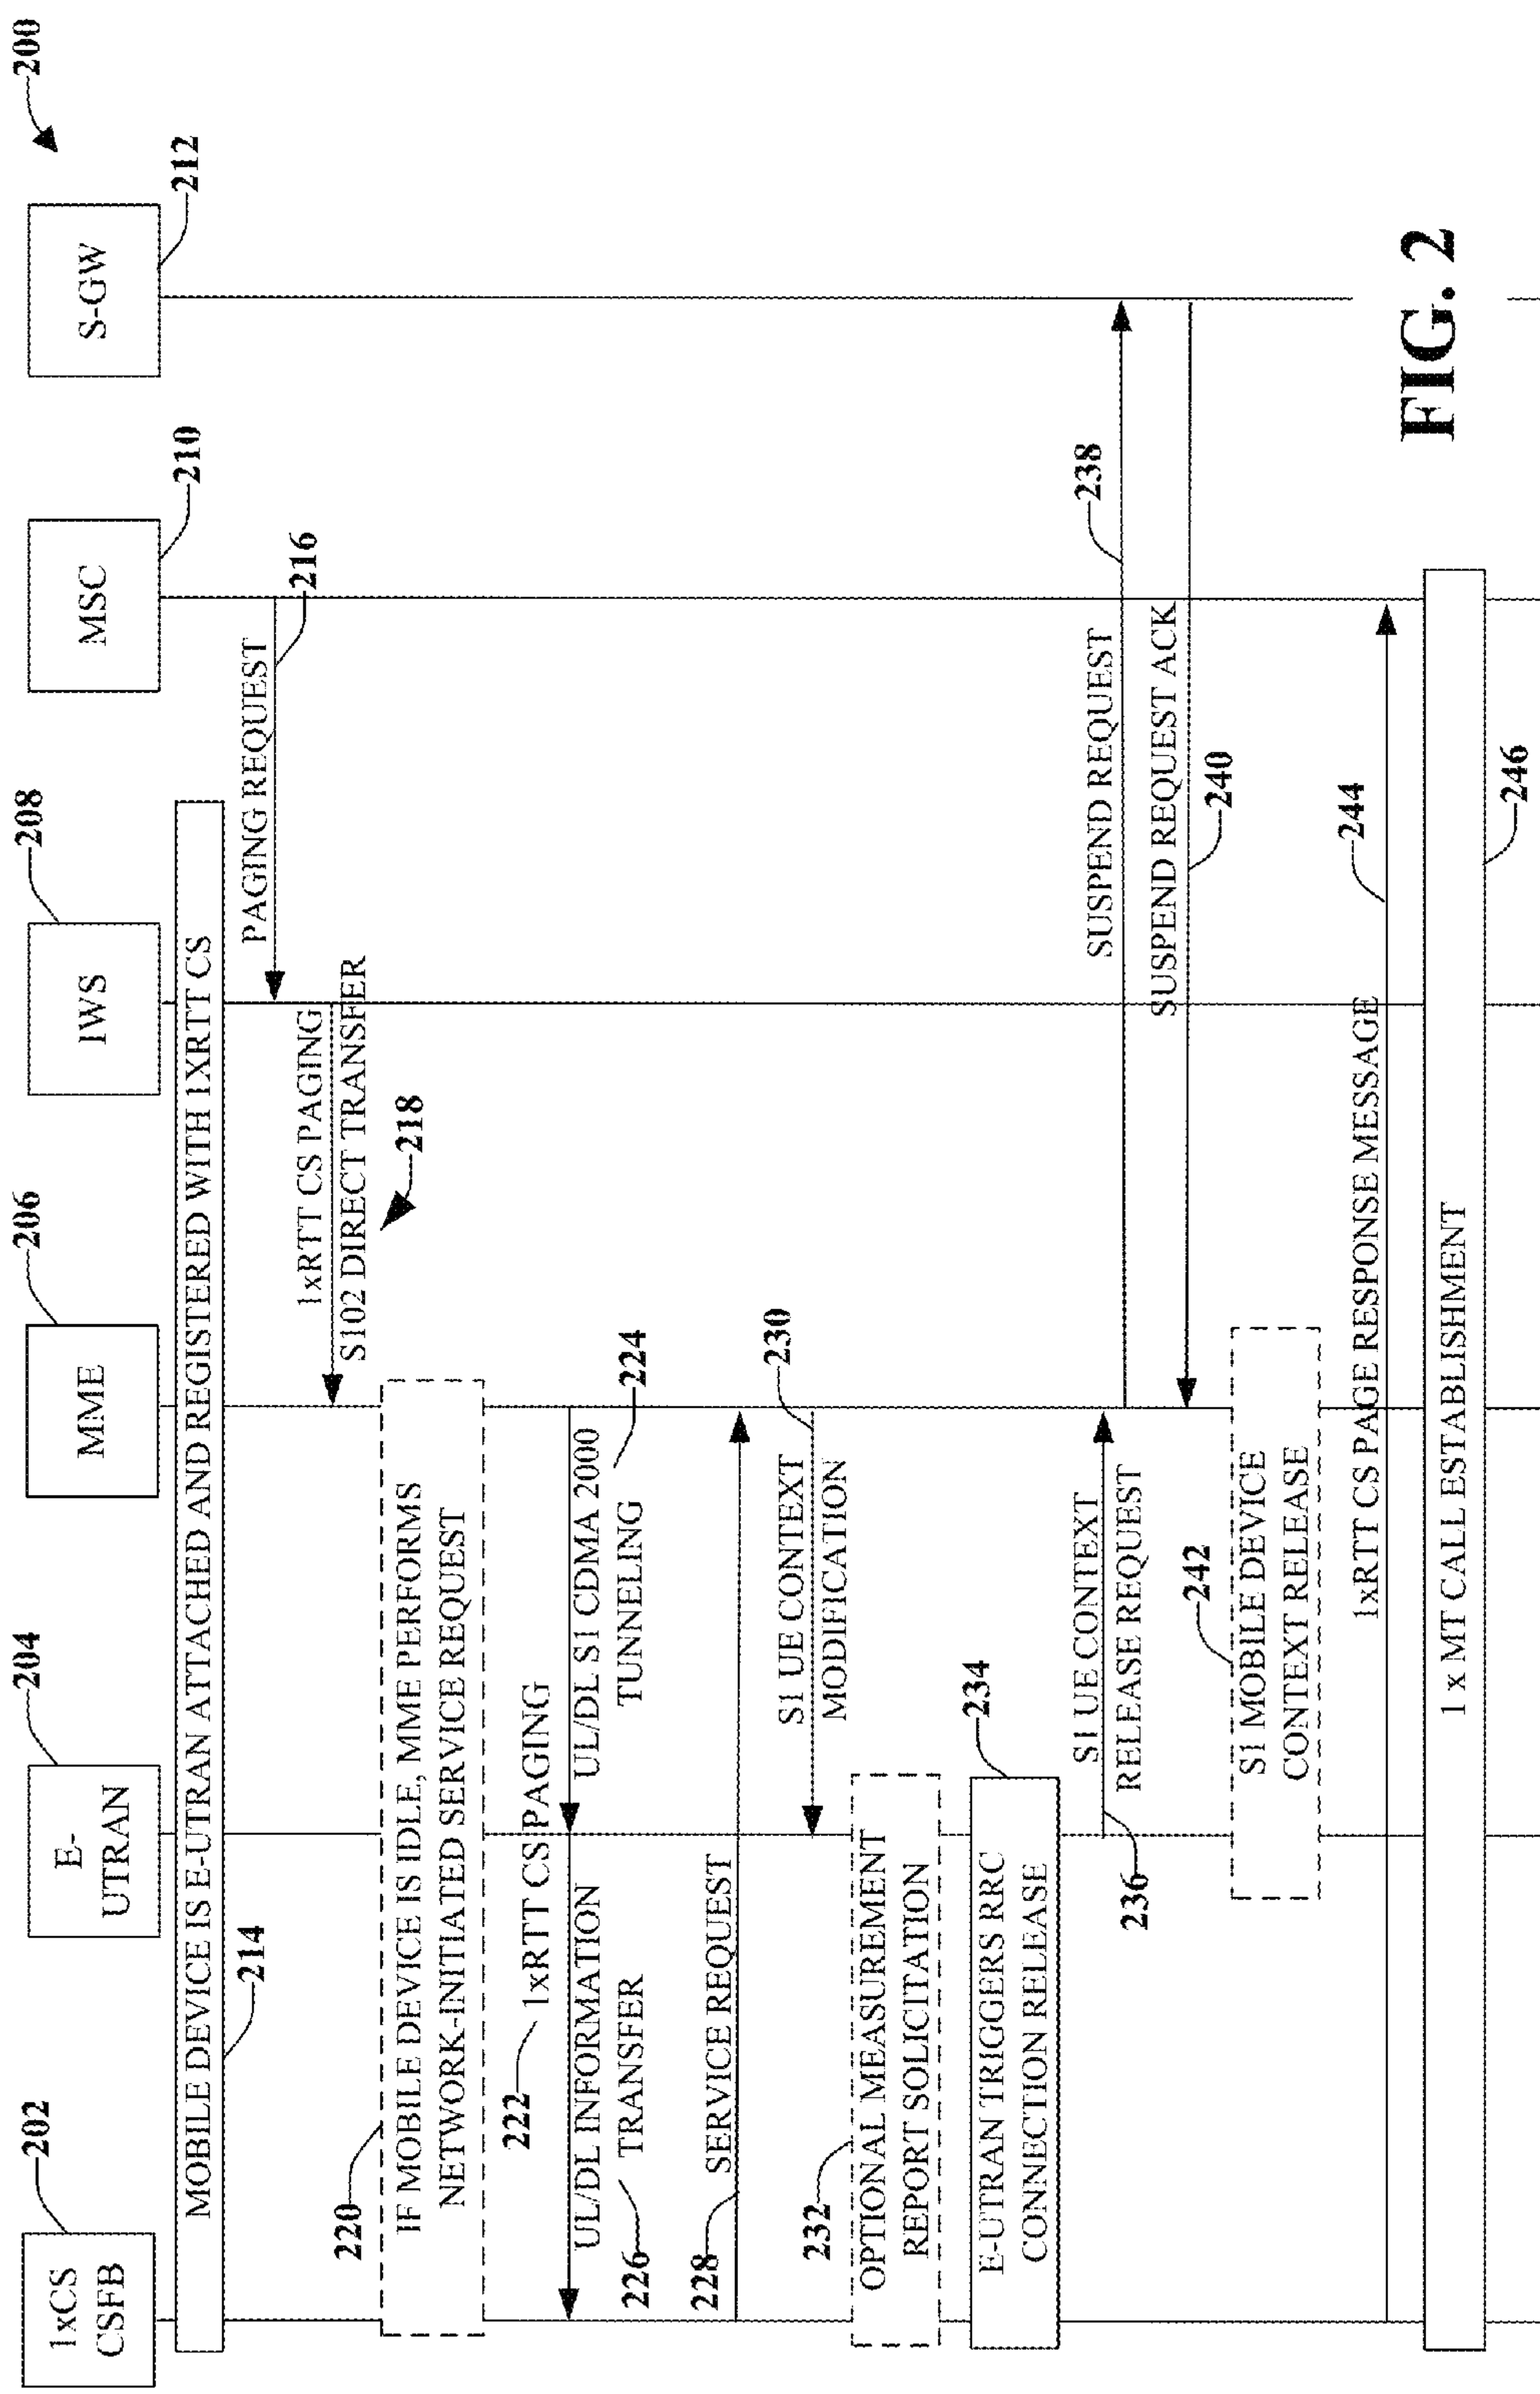 200
202
204
206
208
210
212
1xCS
CSFB
E-
UTRAN
MME
IWS
MSC
S-GW
MOBILE DEVICE IS E-UTRAN ATTACHED AND REGISTERED WITH 1XRTT CS
214
PAGING REQUEST
216
1xRTT CS PAGING
S102 DIRECT TRANSFER
218
220
IF MOBILE DEVICE IS IDLE, MME PERFORMS
NETWORK-INITIATED SERVICE REQUEST
222
1xRTT CS PAGING
UL/DL S1 CDMA 2000
TUNNELING
224
UL/DL INFORMATION
TRANSFER
226
SERVICE REQUEST
228
230
S1 UE CONTEXT
MODIFICATION
232
OPTIONAL MEASUREMENT
REPORT SOLICITATION
234
E-UTRAN TRIGGERS RRC
CONNECTION RELEASE
S1 UE CONTEXT
RELEASE REQUEST
236
SUSPEND REQUEST
238
SUSPEND REQUEST ACK
240
242
S1 MOBILE DEVICE
CONTEXT RELEASE
1xRTT CS PAGE RESPONSE MESSAGE
244
1 x MT CALL ESTABLISHMENT
246
FIG. 2